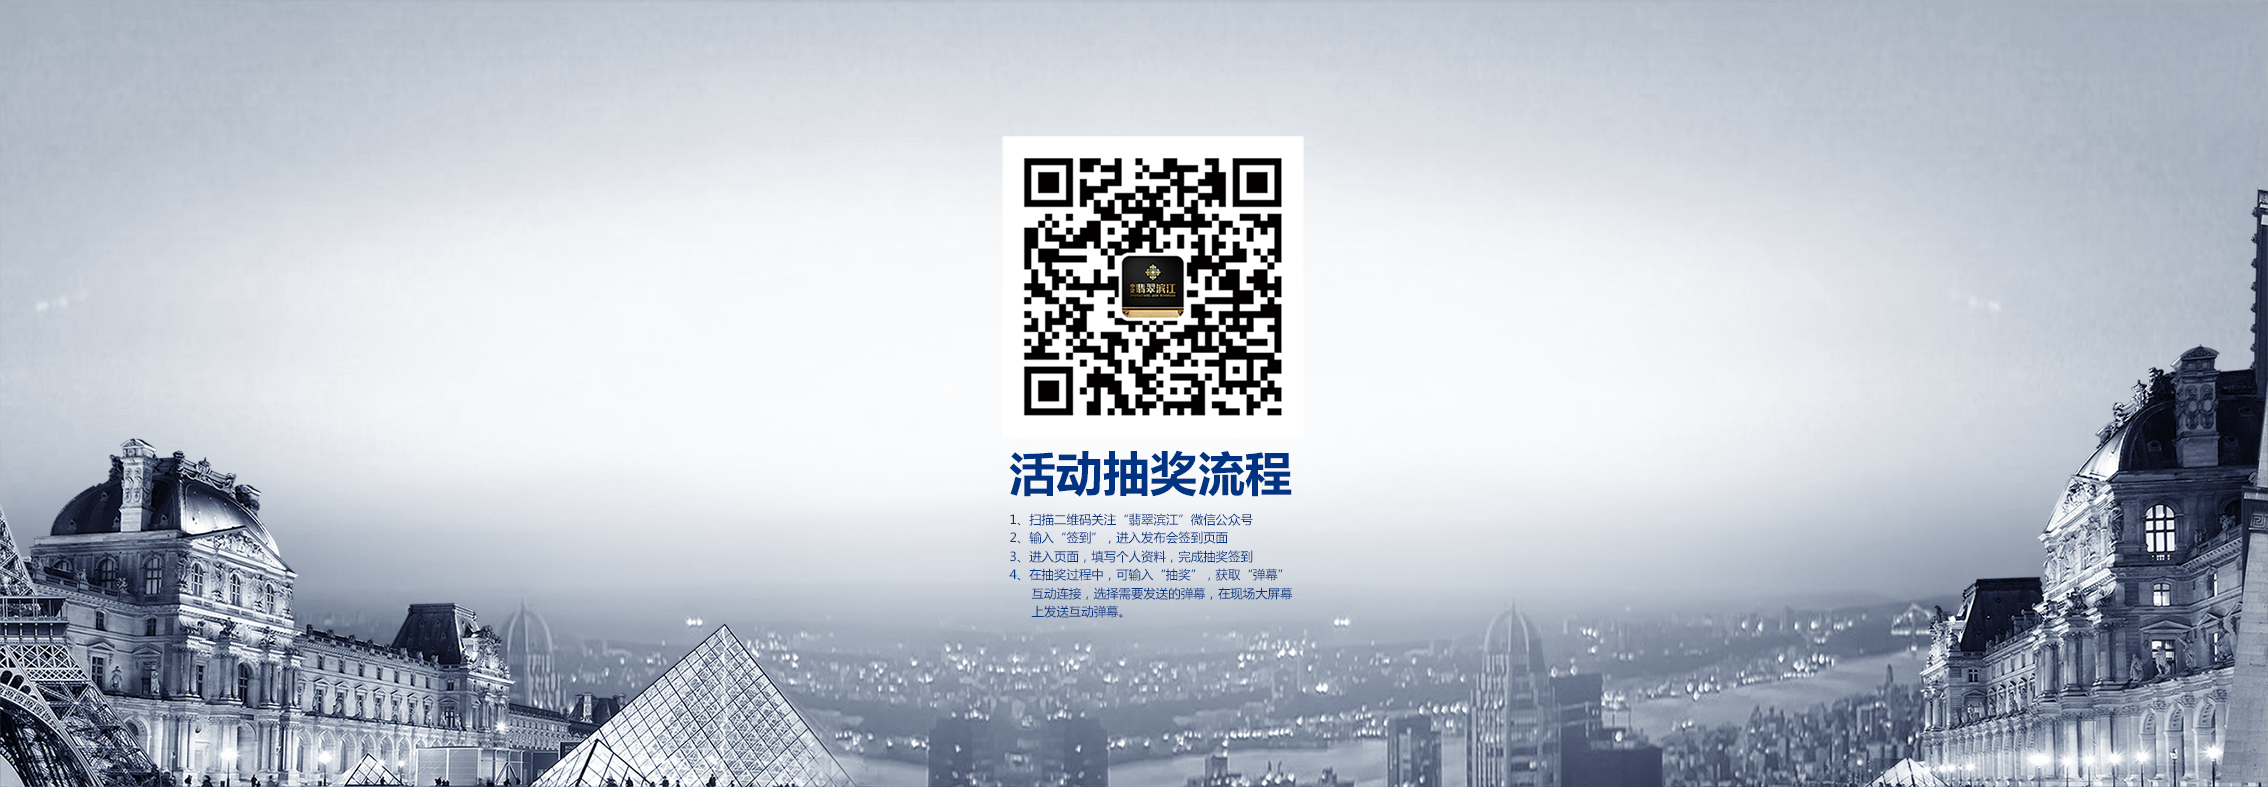 翡翠滨江
活动抽奖流程
1、扫描二维码关注“翡翠滨江”微信公众号
2、输入“签到”，进入发布会签到页面
3、进入页面，填写个人资料，完成抽奖签到
4、在抽奖过程中，可输入“抽奖”，获取“弹幕”
互动连接，选择需要发送的弹幕，在现场大屏幕
上发送互动弹幕。